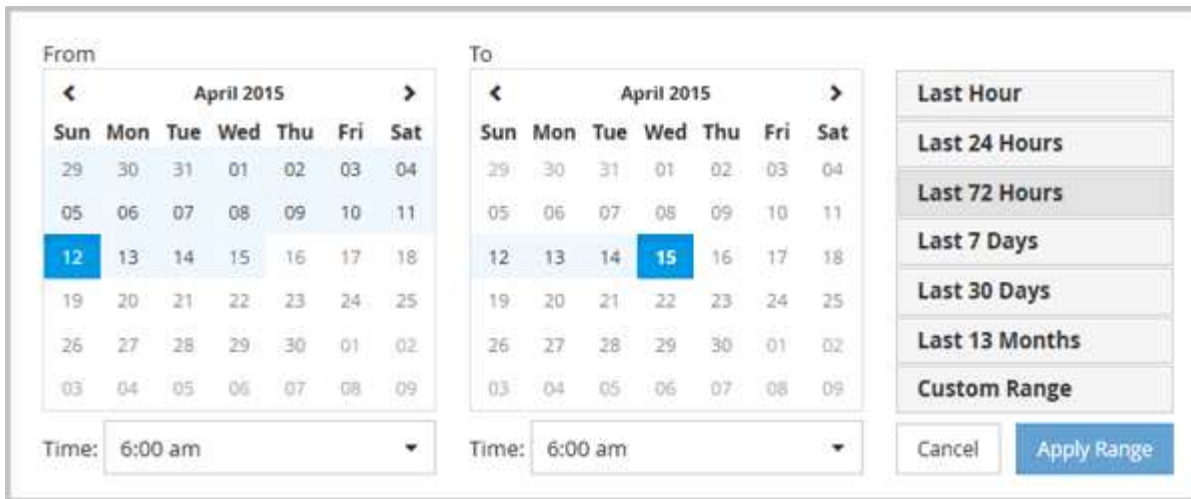 From
April 2015
Sun Mon Tue Wed Thu Fri Sat
29 30 31 01 02 03 04
05 06 07 08 09 10 11
12 13 14 15 16 17 18
19 20 21 22 23 24 25
26 27 28 29 30 01 02
03 04 05 06 07 08 09
Time: 6:00 am
To
April 2015
Sun Mon Tue Wed Thu Fri Sat
29 30 31 01 02 03 04
05 06 07 08 09 10 11
12 13 14 15 16 17 18
19 20 21 22 23 24 25
26 27 28 29 30 01 02
03 04 05 06 07 08 09
Time: 6:00 am
Last Hour
Last 24 Hours
Last 72 Hours
Last 7 Days
Last 30 Days
Last 13 Months
Custom Range
Cancel Apply Range